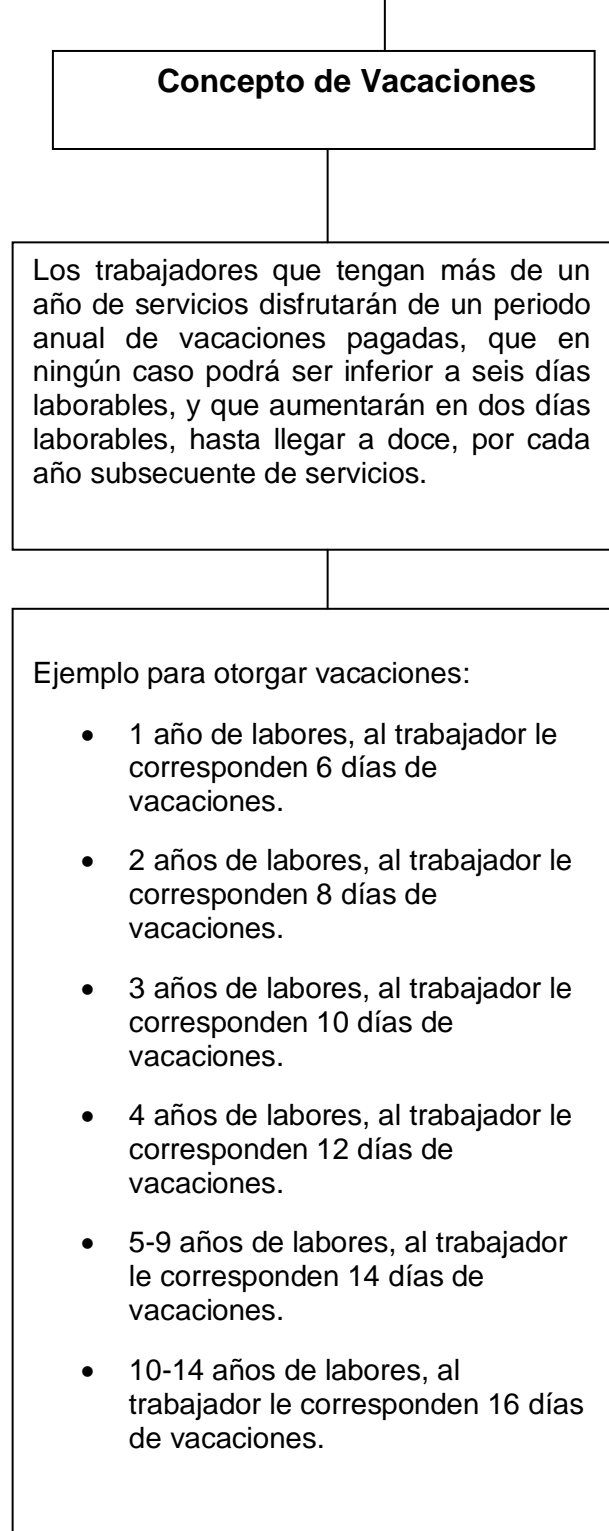 Concepto de Vacaciones
Los trabajadores que tengan más de un
año de servicios disfrutarán de un periodo
anual de vacaciones pagadas, que en
ningún caso podrá ser inferior a seis días
laborables, y que aumentarán en dos días
laborables, hasta llegar a doce, por cada
año subsecuente de servicios.
Ejemplo para otorgar vacaciones:
• 1 año de labores, al trabajador le
corresponden 6 días de
vacaciones.
• 2 años de labores, al trabajador le
corresponden 8 días de
vacaciones.
• 3 años de labores, al trabajador le
corresponden 10 días de
vacaciones.
• 4 años de labores, al trabajador le
corresponden 12 días de
vacaciones.
• 5-9 años de labores, al trabajador
le corresponden 14 días de
vacaciones.
• 10-14 años de labores, al
trabajador le corresponden 16 días
de vacaciones.